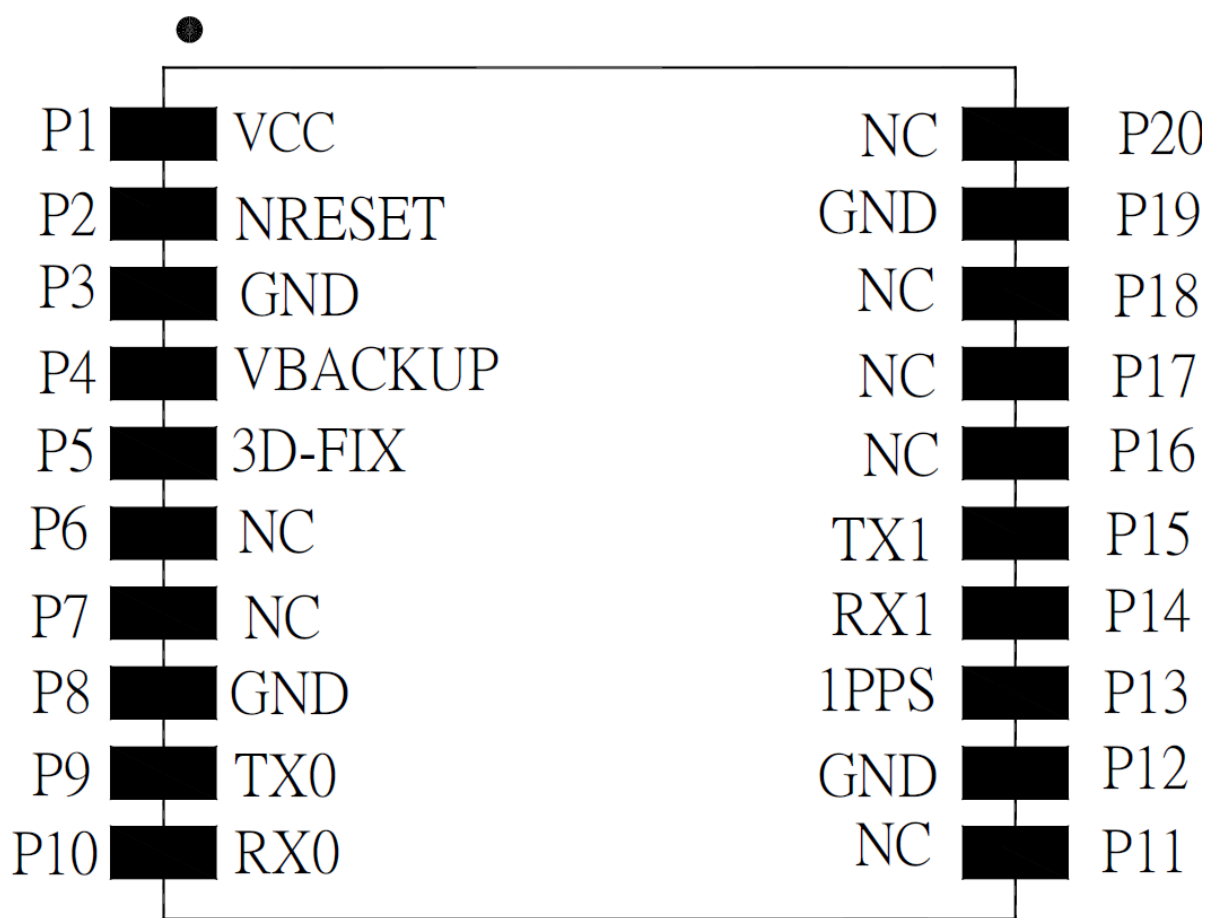 P1 VCC NC P20
P2 NRESET GND P19
P3 GND NC P18
P4 VBACKUP NC P17
P5 3D-FIX NC P16
P6 NC TX1 P15
P7 NC RX1 P14
P8 GND 1PPS P13
P9 TX0 GND P12
P10 RX0 NC P11